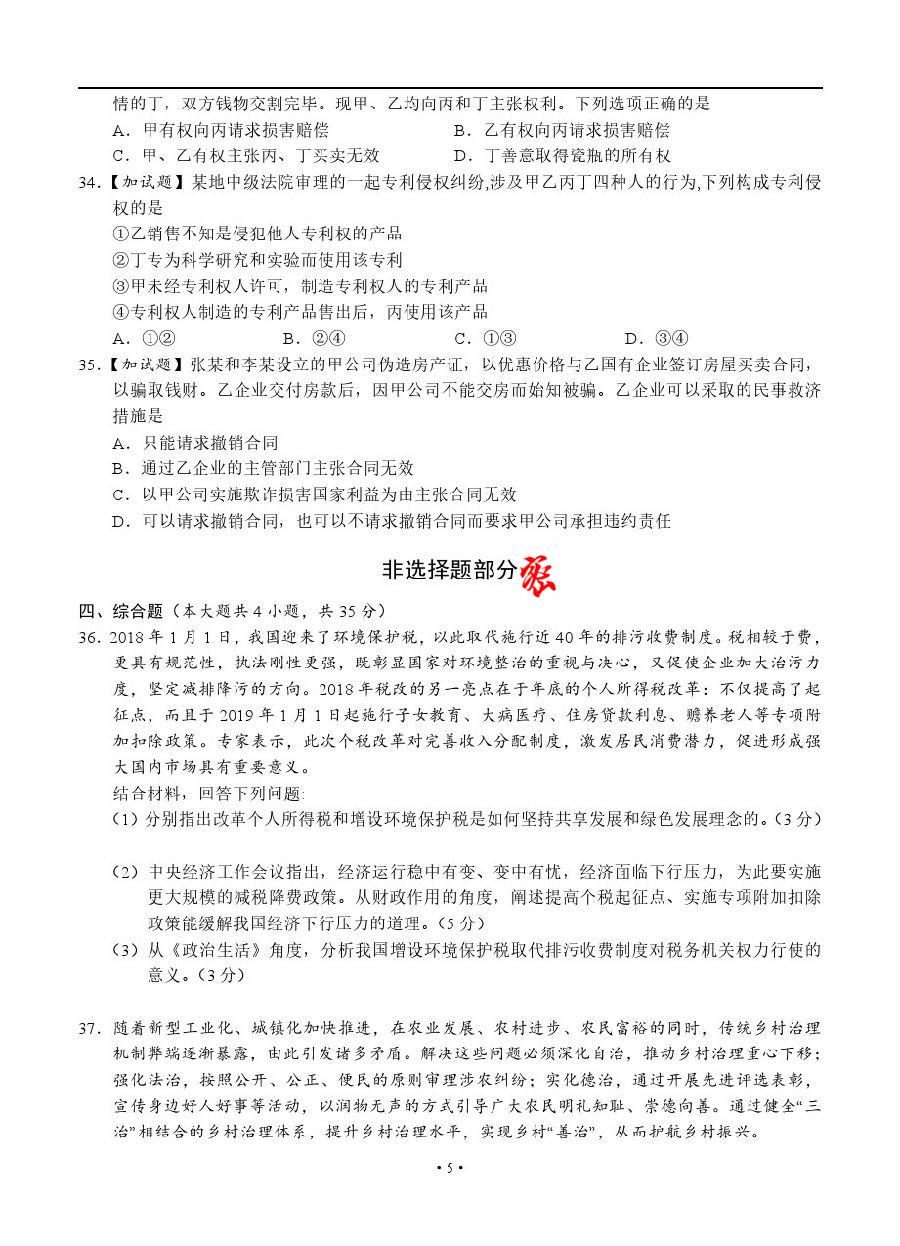 情的丁，双方钱物交割完毕。现甲、乙均向丙和丁主张权利。下列选项正确的是
A．甲有权向丙请求损害赔偿 B．乙有权向丙请求损害赔偿
C．甲、乙有权主张丙、丁买卖无效 D．丁善意取得瓷瓶的所有权
34．【加试题】某地中级法院审理的一起专利侵权纠纷,涉及甲乙丙丁四种人的行为,下列构成专利侵
权的是
①乙销售不知是侵犯他人专利权的产品
②丁专为科学研究和实验而使用该专利
③甲未经专利权人许可，制造专利权人的专利产品
④专利权人制造的专利产品售出后，丙使用该产品
A．①② B．②④ C．①③ D．③④
35．【加试题】张某和李某设立的甲公司伪造房产证，以优惠价格与乙国有企业签订房屋买卖合同，
以骗取钱财。乙企业交付房款后，因甲公司不能交房而始知被骗。乙企业可以采取的民事救济
措施是
A．只能请求撤销合同
B．通过乙企业的主管部门主张合同无效
C．以甲公司实施欺诈损害国家利益为由主张合同无效
D．可以请求撤销合同，也可以不请求撤销合同而要求甲公司承担违约责任
非选择题部分
四、综合题（本大题共 4 小题，共 35 分）
36．2018 年 1 月 1 日，我国迎来了环境保护税，以此取代施行近 40 年的排污收费制度。税相较于费，
更具有规范性，执法刚性更强，既彰显国家对环境整治的重视与决心，又促使企业加大治污力
度，坚定减排降污的方向。2018 年税改的另一亮点在于年底的个人所得税改革：不仅提高了起
征点，而且于 2019 年 1 月 1 日起施行子女教育、大病医疗、住房贷款利息、赡养老人等专项附
加扣除政策。专家表示，此次个税改革对完善收入分配制度，激发居民消费潜力，促进形成强
大国内市场具有重要意义。
结合材料，回答下列问题：
（1）分别指出改革个人所得税和增设环境保护税是如何坚持共享发展和绿色发展理念的。（3 分）
（2）中央经济工作会议指出，经济运行稳中有变、变中有忧，经济面临下行压力，为此要实施
更大规模的减税降费政策。从财政作用的角度，阐述提高个税起征点、实施专项附加扣除
政策能缓解我国经济下行压力的道理。（5 分）
（3）从《政治生活》角度，分析我国增设环境保护税取代排污收费制度对税务机关权力行使的
意义。（3 分）
37．随着新型工业化、城镇化加快推进，在农业发展、农村进步、农民富裕的同时，传统乡村治理
机制弊端逐渐暴露，由此引发诸多矛盾。解决这些问题必须深化自治，推动乡村治理重心下移；
强化法治，按照公开、公正、便民的原则审理涉农纠纷；实化德治，通过开展先进评选表彰，
宣传身边好人好事等活动，以润物无声的方式引导广大农民明礼知耻、崇德向善。通过健全“三
治”相结合的乡村治理体系，提升乡村治理水平，实现乡村“善治”，从而护航乡村振兴。
• 5 •